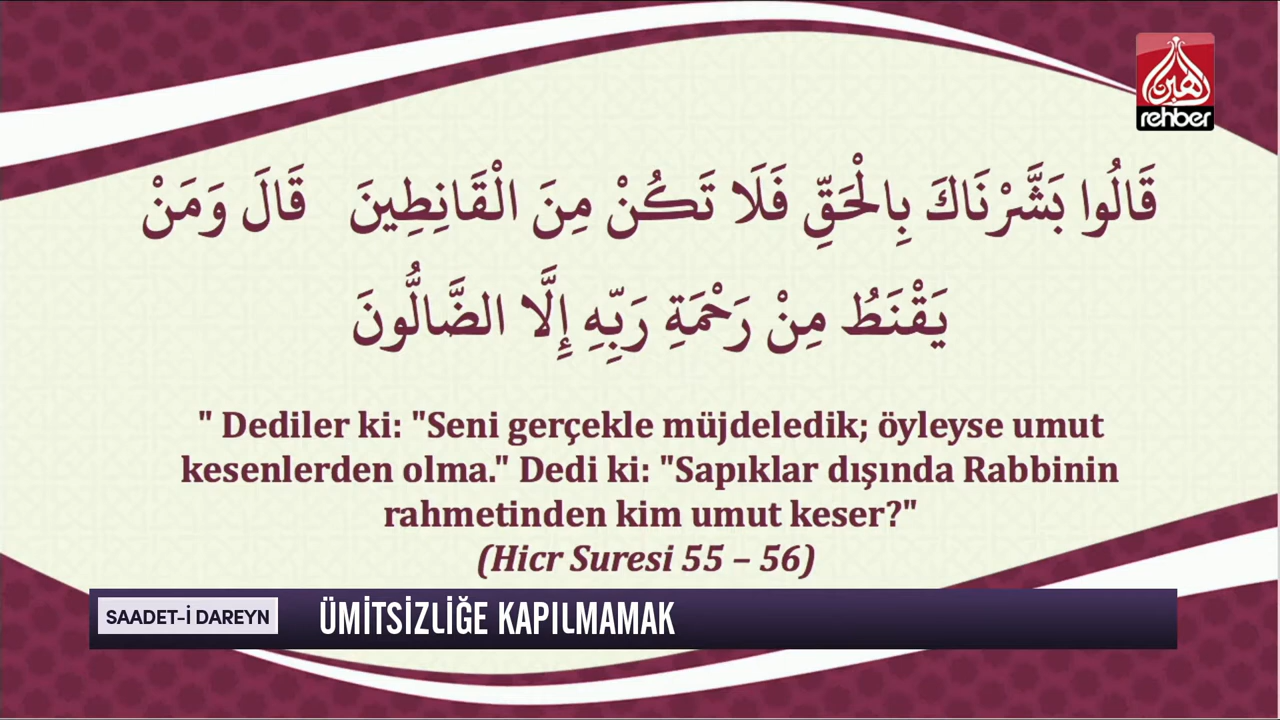 rehber
قَالُوا بَشَّرْنَاكَ بِالْحَقِّ فَلَا تَكُنْ مِنَ الْقَانِطِينَ قَالَ وَمَنْ
يَقْنَطُ مِنْ رَحْمَةِ رَبِّهِ إِلَّا الضَّالُّونَ
" Dediler ki: "Seni gerçekle müjdeledik; öyleyse umut
kesenlerden olma." Dedi ki: "Sapıklar dışında Rabbinin
rahmetinden kim umut keser?"
(Hicr Suresi 55 – 56)
SAADET-İ DAREYN
ÜMİTSİZLİĞE KAPILMAMAK